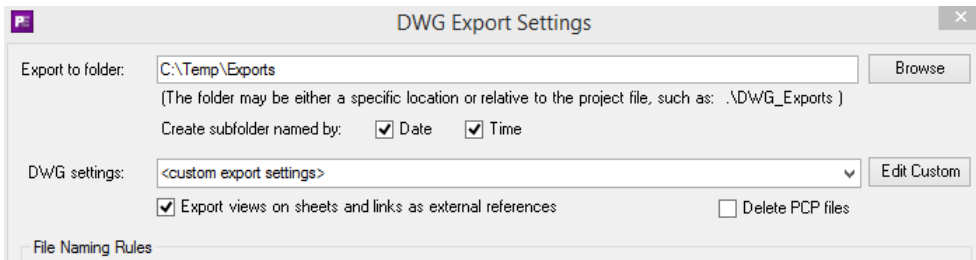 DWG Export Settings
Export to folder: C:\Temp\Exports Browse
(The folder may be either a specific location or relative to the project file, such as: .\DWG_Exports )
Create subfolder named by: Date Time
DWG settings: <custom export settings> Edit Custom
Export views on sheets and links as external references Delete PCP files
File Naming Rules